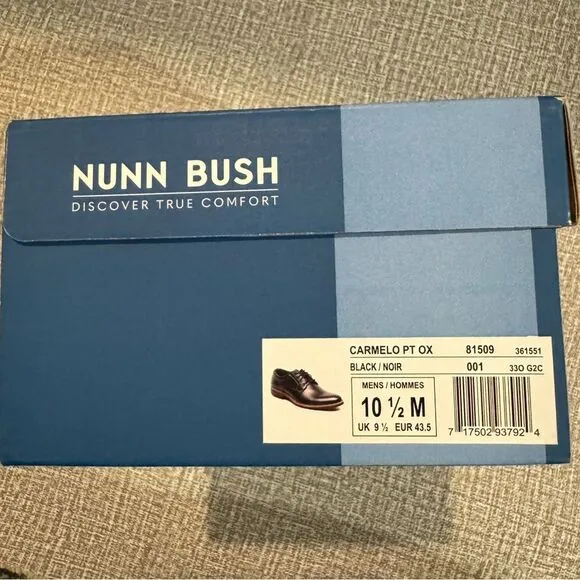 NUNN BUSH
DISCOVER TRUE COMFORT
CARMELO PT OX 81509 361551
BLACK / NOIR 001 33O G2C
MENS / HOMMES
10 ½ M
UK 9 ½ EUR 43.5
7 17502 93792 4